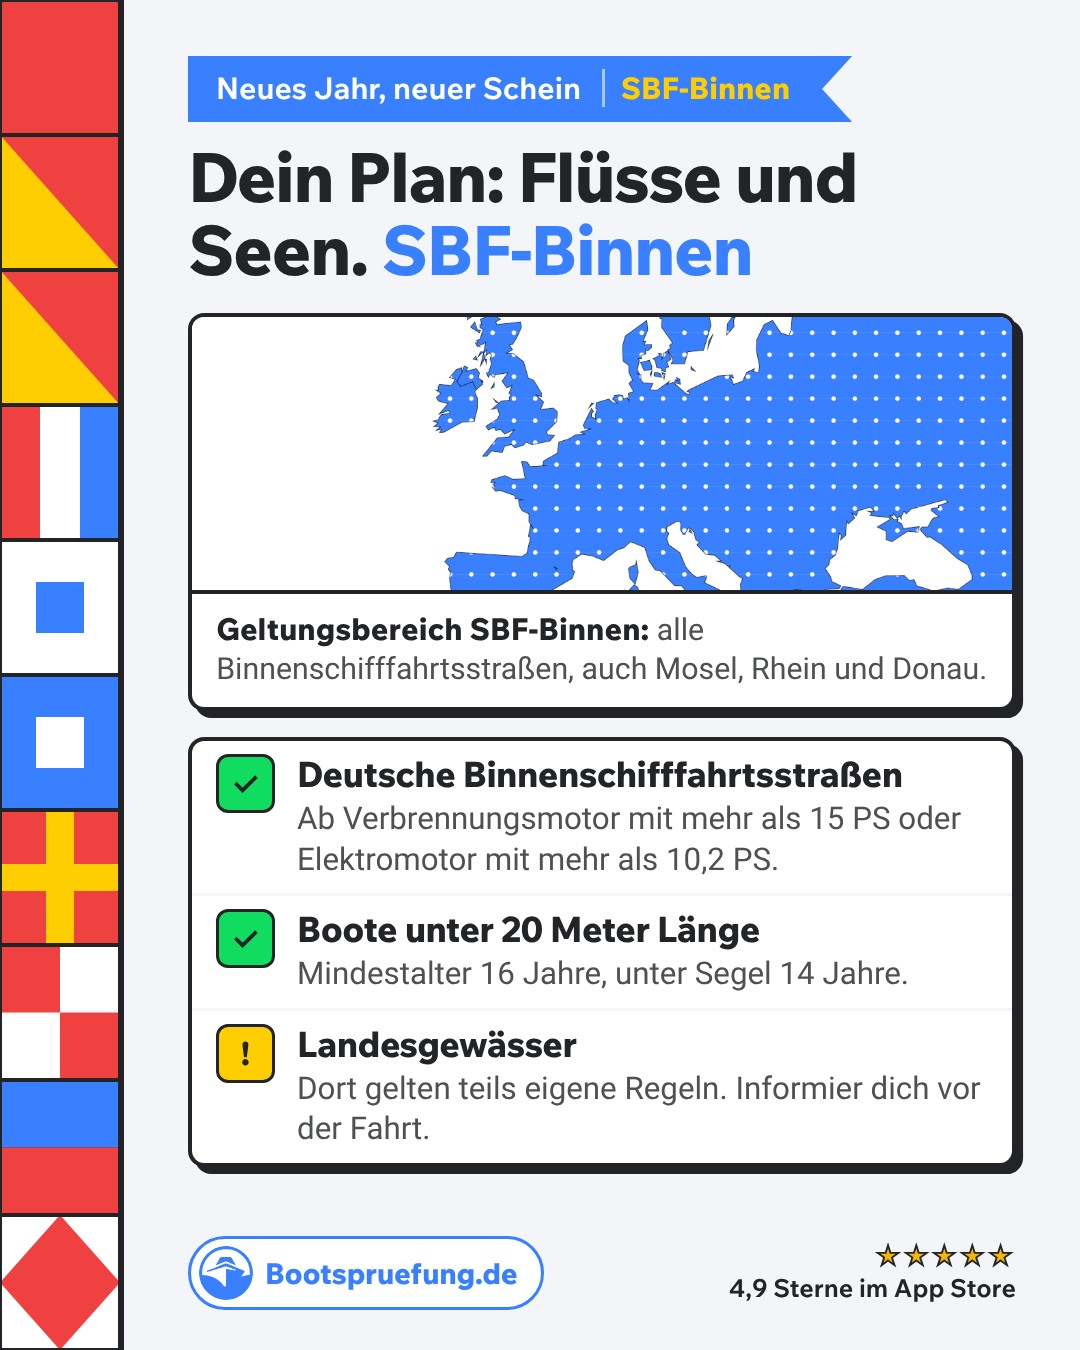 Neues Jahr, neuer Schein | SBF-Binnen
Dein Plan: Flüsse und
Seen. SBF-Binnen
Geltungsbereich SBF-Binnen: alle
Binnenschifffahrtsstraßen, auch Mosel, Rhein und Donau.
Deutsche Binnenschifffahrtsstraßen
Ab Verbrennungsmotor mit mehr als 15 PS oder
Elektromotor mit mehr als 10,2 PS.
Boote unter 20 Meter Länge
Mindestalter 16 Jahre, unter Segel 14 Jahre.
!
Landesgewässer
Dort gelten teils eigene Regeln. Informier dich vor
der Fahrt.
Bootspruefung.de
4,9 Sterne im App Store